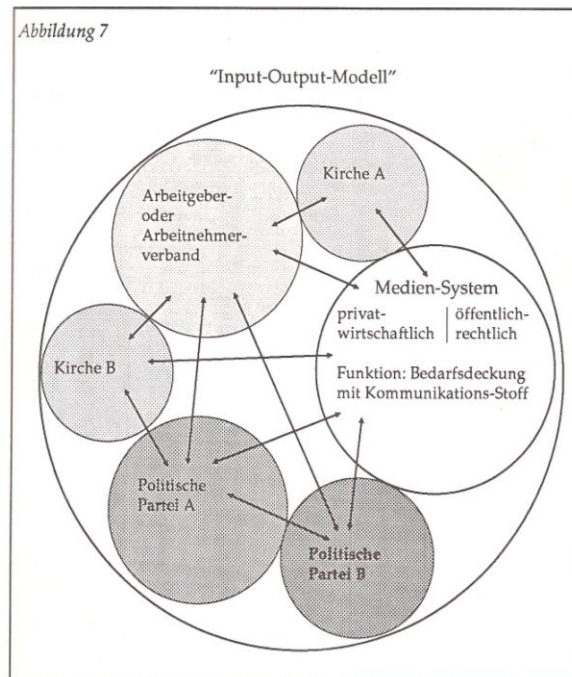 Abbildung 7
"Input-Output-Modell"
Kirche A
Arbeitgeber-
oder
Arbeitnehmer-
verband
Medien-System
privat-
wirtschaftlich
öffentlich-
rechtlich
Funktion: Bedarfsdeckung
mit Kommunikations-Stoff
Kirche B
Politische
Partei A
Politische
Partei B